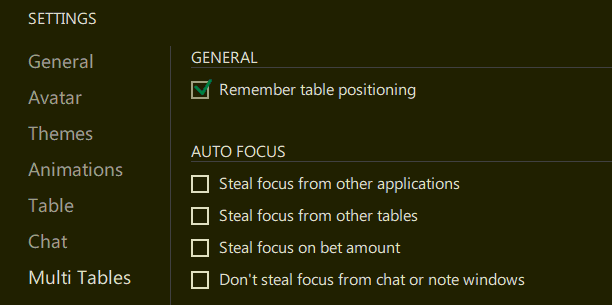 SETTINGS
General
Avatar
Themes
Animations
Table
Chat
Multi Tables
GENERAL
Remember table positioning
AUTO FOCUS
Steal focus from other applications
Steal focus from other tables
Steal focus on bet amount
Don't steal focus from chat or note windows